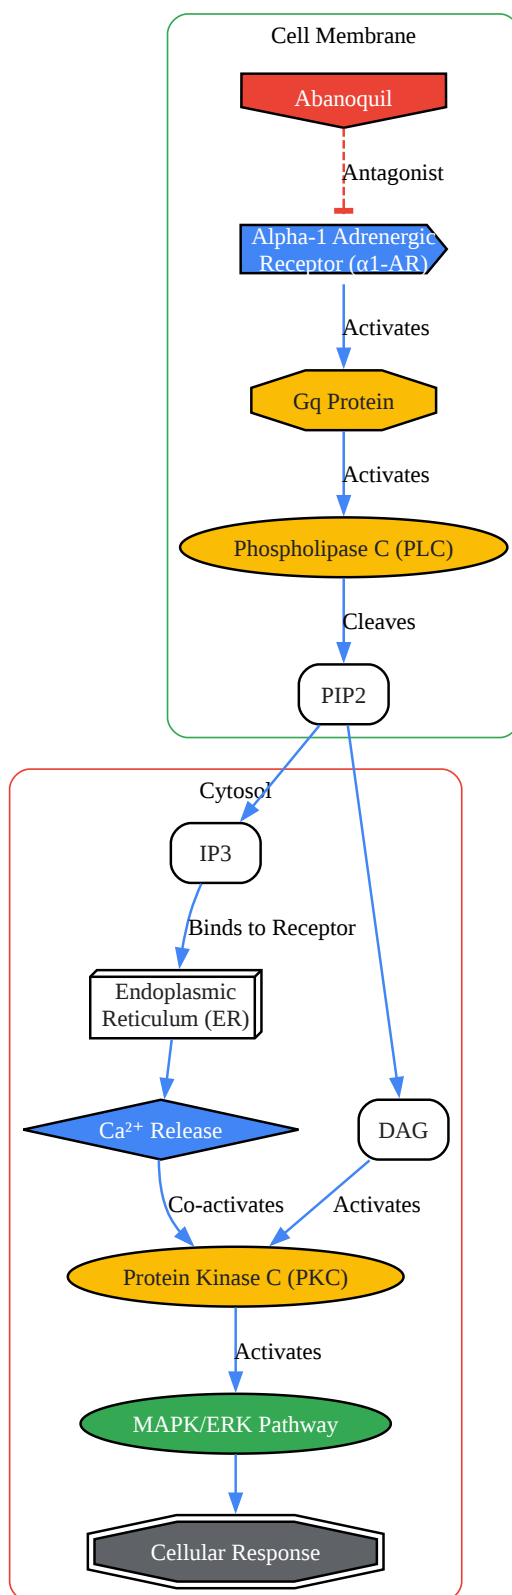 Cell Membrane
Abanoquil
Antagonist
Alpha-1 Adrenergic
Receptor (α1-AR)
Activates
Gq Protein
Activates
Phospholipase C (PLC)
Cleaves
PIP2
Cytosol
IP3
Binds to Receptor
Endoplasmic
Reticulum (ER)
Ca²⁺ Release
DAG
Co-activates
Activates
Protein Kinase C (PKC)
Activates
MAPK/ERK Pathway
Cellular Response